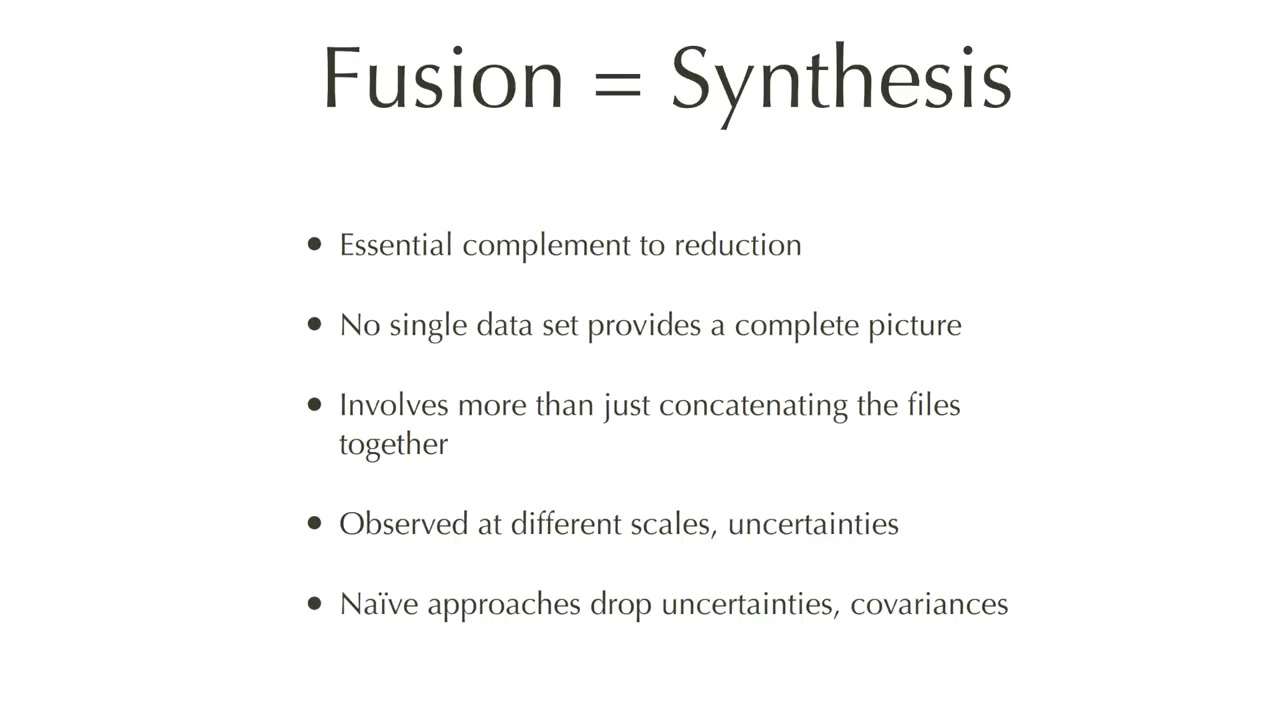 Fusion = Synthesis
• Essential complement to reduction
• No single data set provides a complete picture
• Involves more than just concatenating the files
together
• Observed at different scales, uncertainties
• Naïve approaches drop uncertainties, covariances